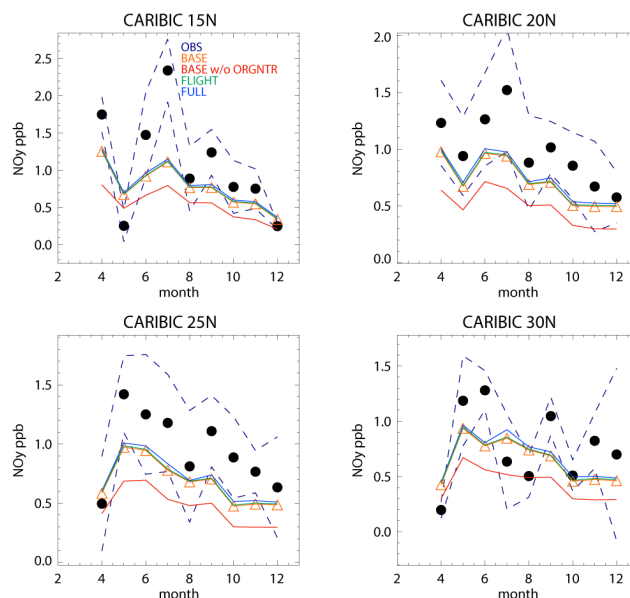 CARIBIC 15N
NOy ppb
2.5
2.0
1.5
1.0
0.5
0.0
OBS
BASE
BASE w/o ORGNTR
FLIGHT
FULL
2 4 6 8 10 12
month
CARIBIC 20N
NOy ppb
2.0
1.5
1.0
0.5
0.0
2 4 6 8 10 12
month
CARIBIC 25N
NOy ppb
1.5
1.0
0.5
0.0
2 4 6 8 10 12
month
CARIBIC 30N
NOy ppb
1.5
1.0
0.5
0.0
2 4 6 8 10 12
month